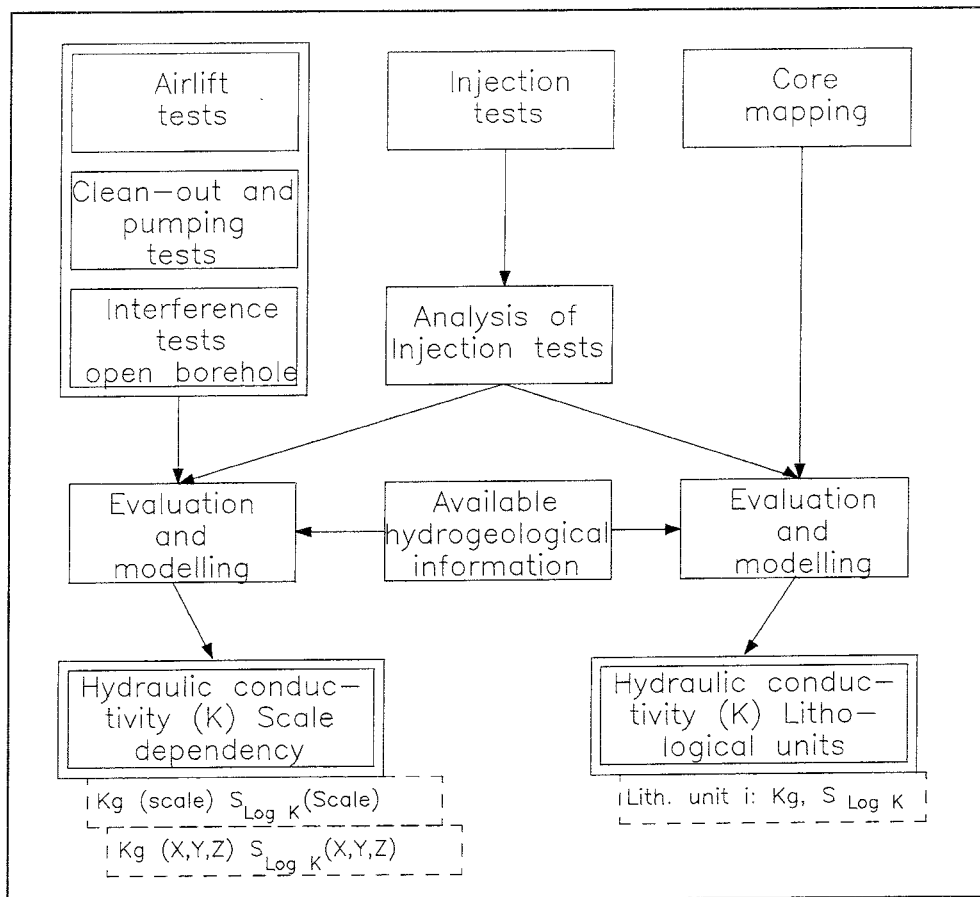 Airlift
tests
Injection
tests
Core
mapping
Clean-out and
pumping
tests
Interference
tests
open borehole
Analysis of
Injection tests
Evaluation
and
modelling
Available
hydrogeological
information
Evaluation
and
modelling
Hydraulic conduc-
tivity (K) Scale
dependency
Hydraulic conduc-
tivity (K) Litho-
logical units
Kg (scale) S Log K (Scale)
Kg (X,Y,Z) S Log K (X,Y,Z)
Lith. unit i: Kg, S Log K